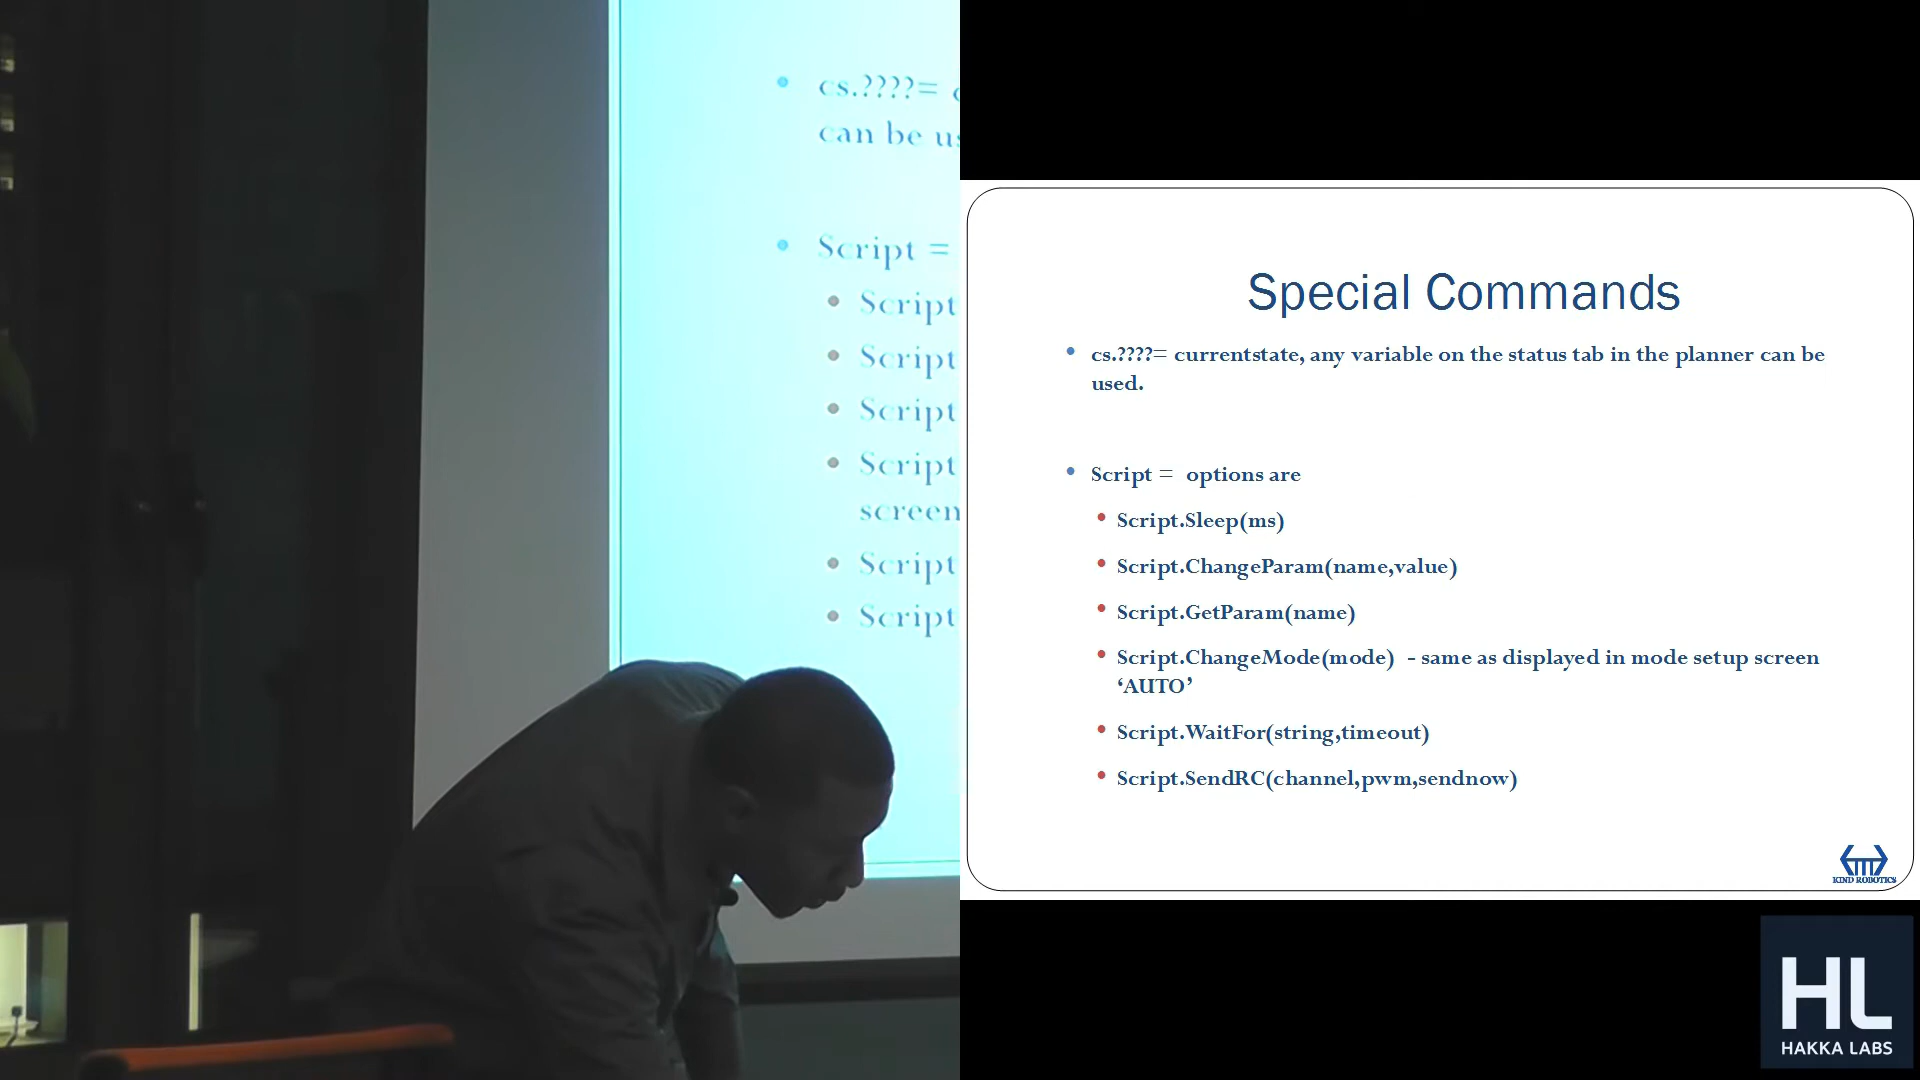 cs.????=
can be
Script =
Script
Script
Script
Script
screen
Script
Script
Special Commands
cs.????= currentstate, any variable on the status tab in the planner can be
used.
Script = options are
Script.Sleep(ms)
Script.ChangeParam(name,value)
Script.GetParam(name)
Script.ChangeMode(mode) - same as displayed in mode setup screen
‘AUTO’
Script.WaitFor(string,timeout)
Script.SendRC(channel,pwm,sendnow)
KIND ROBOTICS
HL
HAKKA LABS